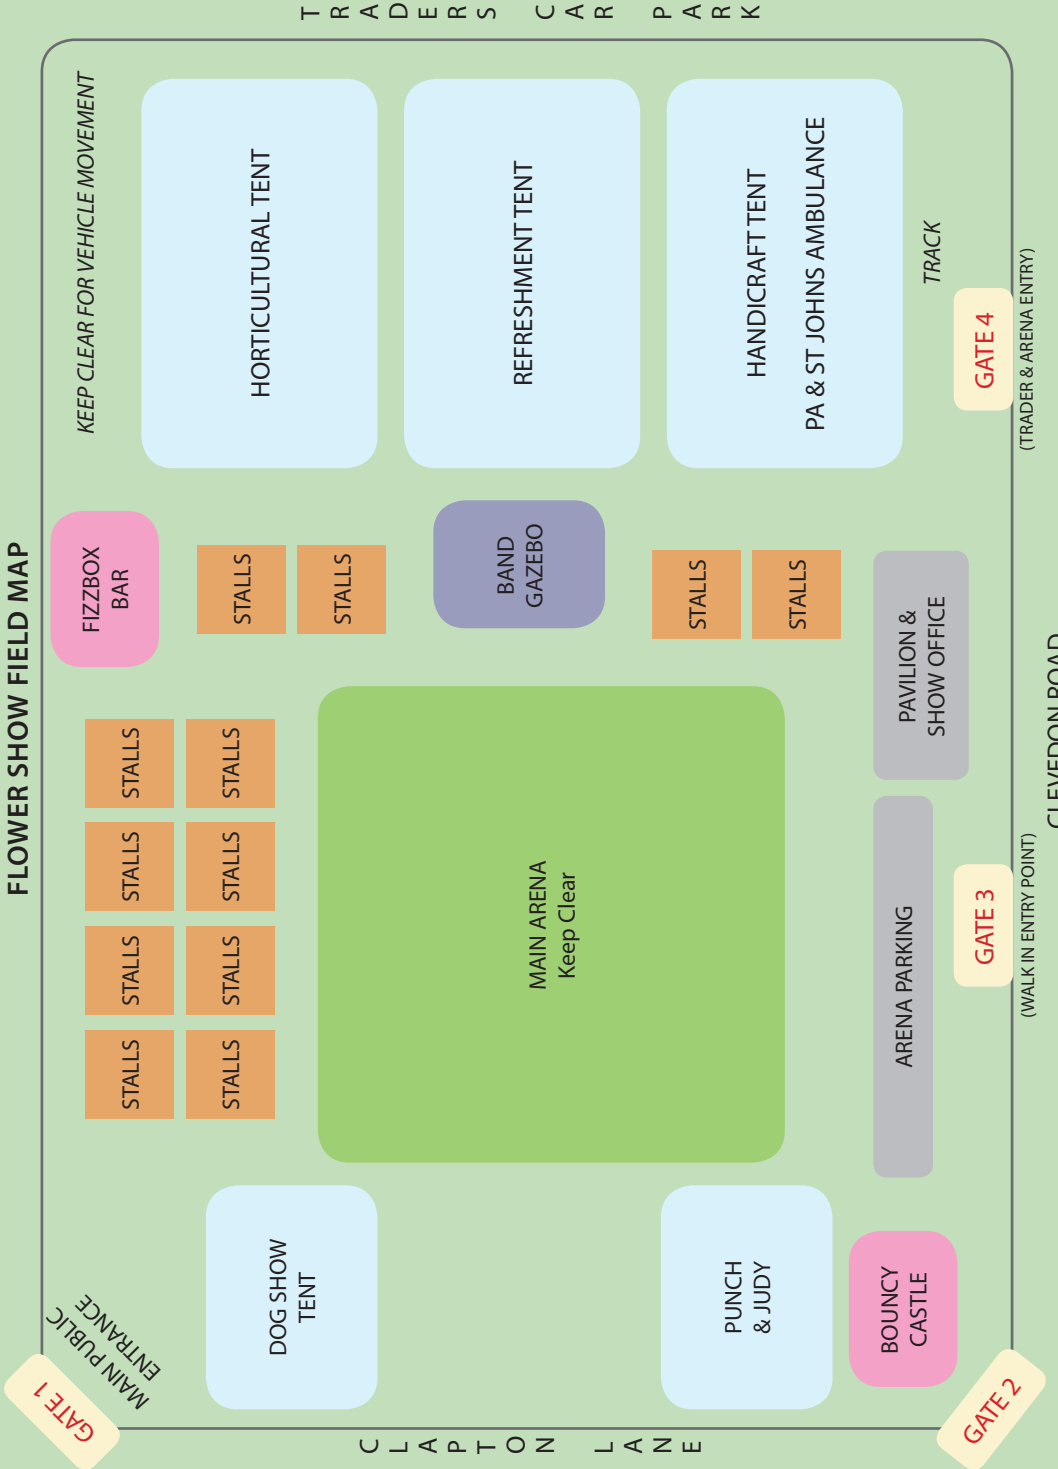 FLOWER SHOW FIELD MAP
GATE 1
MAIN PUBLIC
ENTRANCE
KEEP CLEAR FOR VEHICLE MOVEMENT
FIZZBOX
BAR
STALLS
STALLS
STALLS
STALLS
STALLS
STALLS
STALLS
STALLS
STALLS
STALLS
HORTICULTURAL TENT
DOG SHOW
TENT
CLAPTON LANE
MAIN ARENA
Keep Clear
BAND
GAZEBO
REFRESHMENT TENT
TRADERS CAR PARK
PUNCH
& JUDY
STALLS
STALLS
HANDICRAFT TENT
PA & ST JOHNS AMBULANCE
BOUNCY
CASTLE
ARENA PARKING
PAVILION &
SHOW OFFICE
TRACK
GATE 2
GATE 3
(WALK IN ENTRY POINT)
GATE 4
(TRADER & ARENA ENTRY)
CLEVEDON ROAD